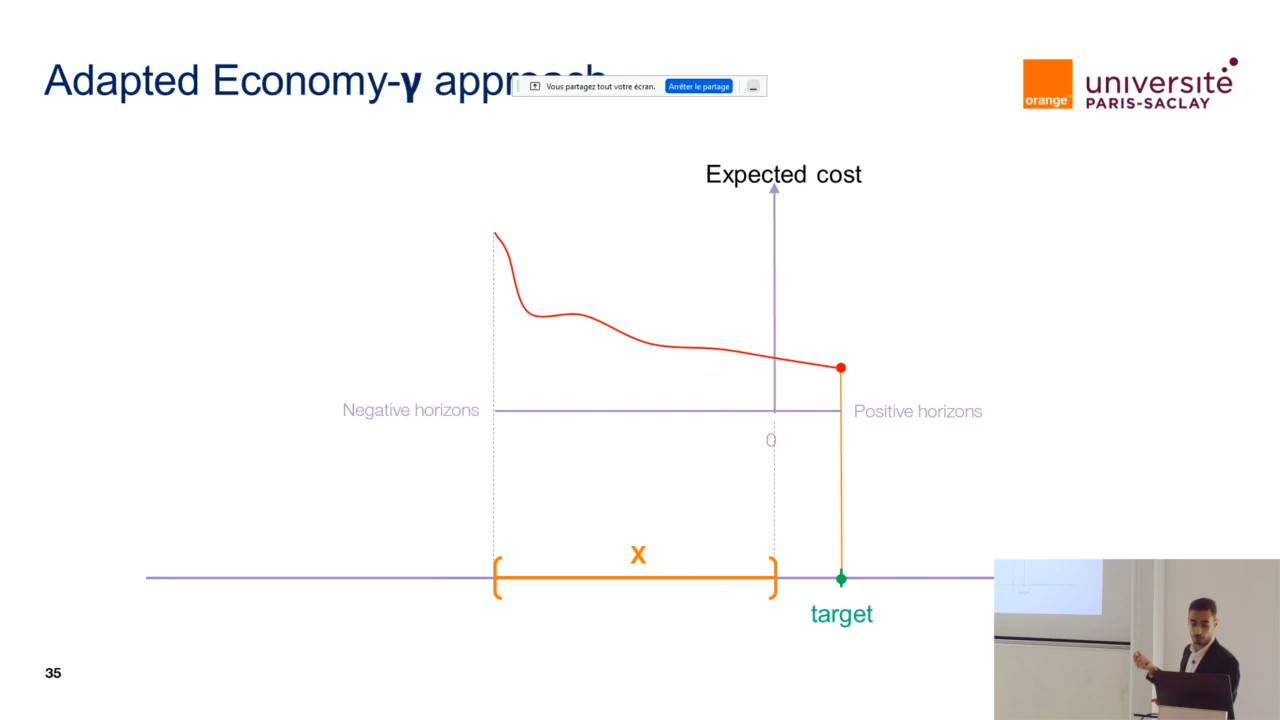 Adapted Economy-γ approach
Vous partagez tout votre écran. Arrêter le partage
orange™
université
PARIS-SACLAY
Expected cost
Negative horizons
Positive horizons
0
X
target
35